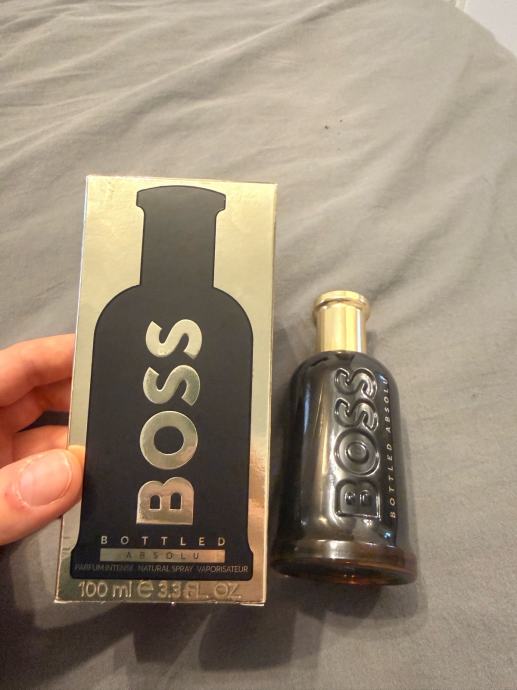 BOSS
BOTTLED
ABSOLU
PARFUM INTENSE NATURAL SPRAY VAPORISATEUR
100 ml e 3.3 FL. OZ.
BOSS
BOTTLED ABSOLU